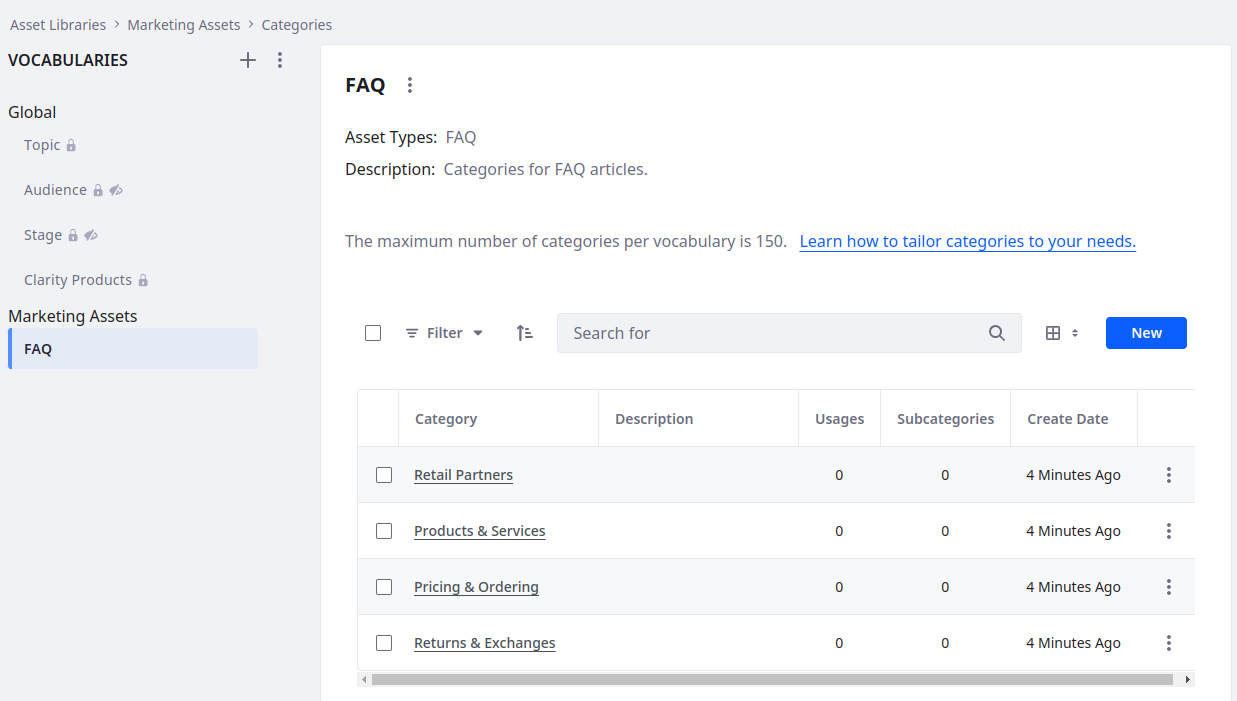 Asset Libraries > Marketing Assets > Categories
VOCABULARIES
Global
Topic
Audience
Stage
Clarity Products
Marketing Assets
FAQ
FAQ
Asset Types: FAQ
Description: Categories for FAQ articles.
The maximum number of categories per vocabulary is 150. Learn how to tailor categories to your needs.
Filter Search for New
Category Description Usages Subcategories Create Date
Retail Partners 0 0 4 Minutes Ago
Products & Services 0 0 4 Minutes Ago
Pricing & Ordering 0 0 4 Minutes Ago
Returns & Exchanges 0 0 4 Minutes Ago